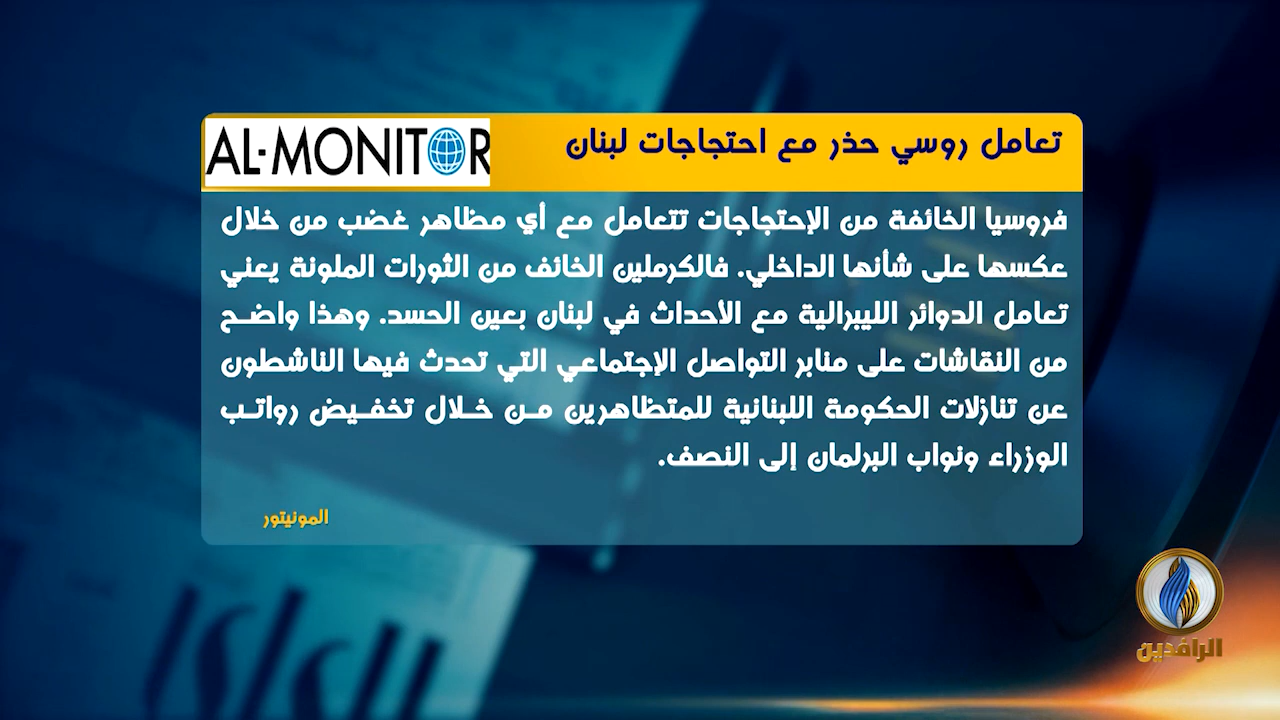 تعامل روسي حذر مع احتجاجات لبنان
AL-MONITOR
فروسيا الخائفة من الإحتجاجات تتعامل مع أي مظاهر غضب من خلال
عكسها على شأنها الداخلي. فالكرملين الخائف من الثورات الملونة يعني
تعامل الدوائر الليبرالية مع الأحداث في لبنان بعين الحسد. وهذا واضح
من النقاشات على منابر التواصل الإجتماعي التي تحدث فيها الناشطون
عن تنازلات الحكومة اللبنانية للمتظاهرين من خلال تخفيض رواتب
الوزراء ونواب البرلمان إلى النصف.
المونيتور
الرافدين